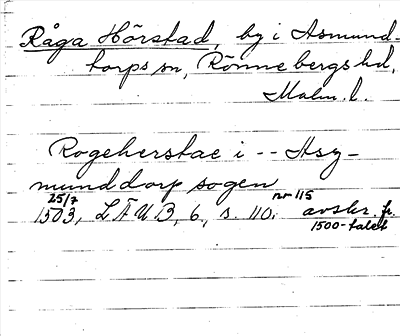 Råga Hörstad, by i Asmund-
torps sn, Rönnebergs hd,
Malm. l.
Rogeherstae i -- Asg-
munddorp sogen
25/7 nr 115
1503, LÄUB, 6, s. 110. avskr. fr.
1500-talet